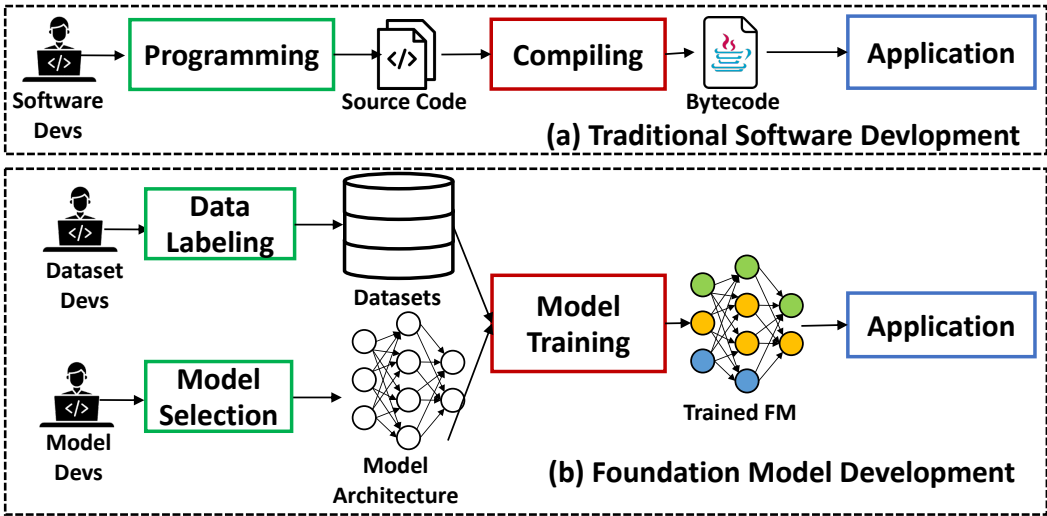 Programming
Compiling
Application
Software
Devs
Source Code
Bytecode
(a) Traditional Software Devlopment
Data
Labeling
Dataset
Devs
Datasets
Model
Training
Application
Model
Selection
Trained FM
Model
Devs
Model
Architecture
(b) Foundation Model Development